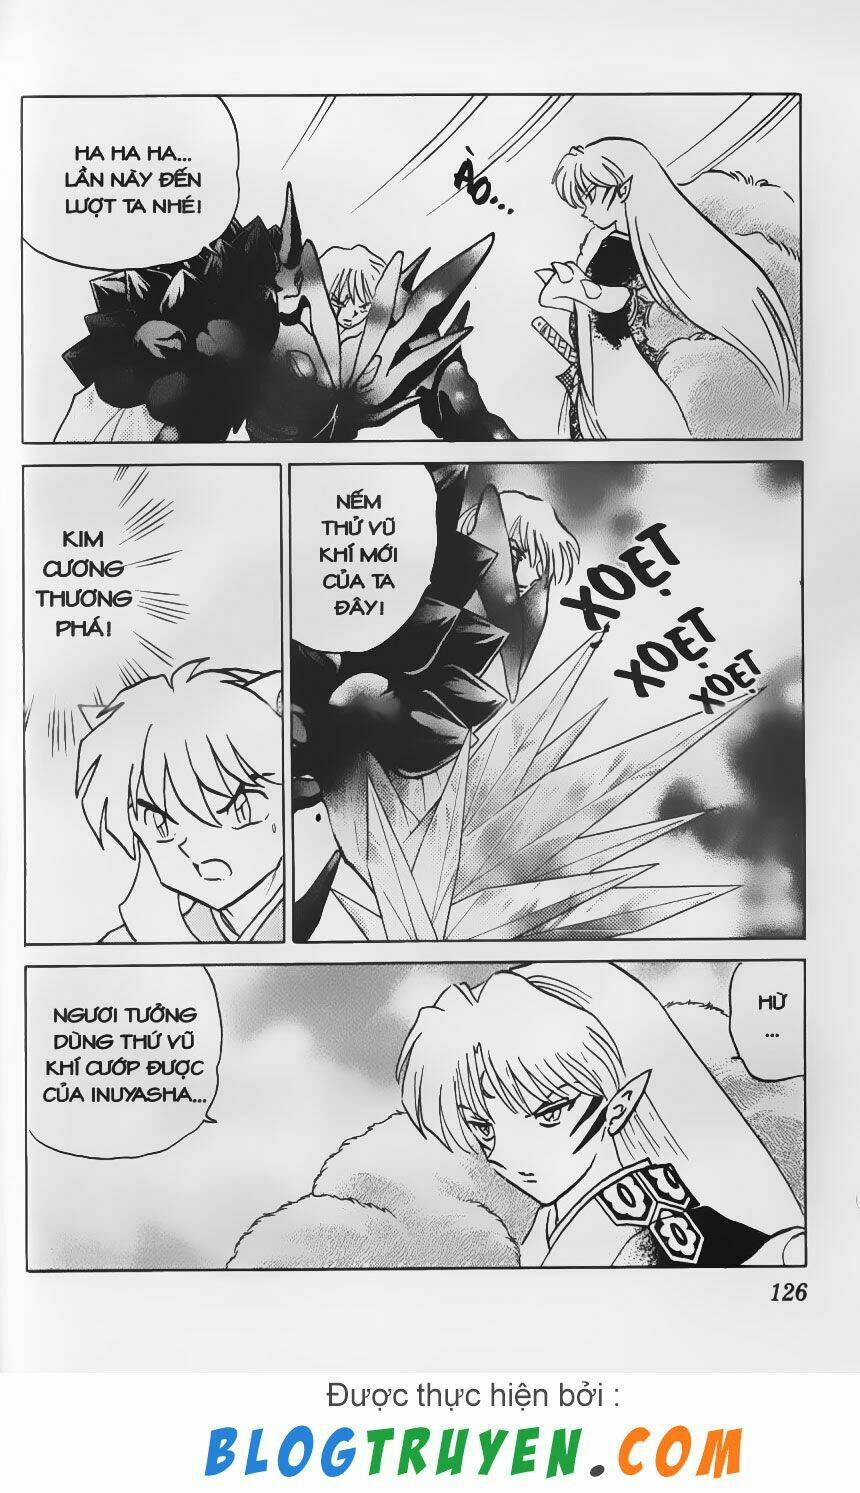 HA HA HA...
LẦN NÀY ĐẾN
LƯỢT TA NHÉ!
ÀO...
NẾM
THỬ VŨ
KHÍ MỚI
CỦA TA
ĐÂY!
XOẸT
XOẸT
XOẸT
KIM
CƯƠNG
THƯƠNG
PHÁ!
HỪ
...
NGƯƠI TƯỞNG
DÙNG THỨ VŨ
KHÍ CƯỚP ĐƯỢC
CỦA INUYASHA...
126
Được thực hiện bởi :
BLOGTRUYEN.COM